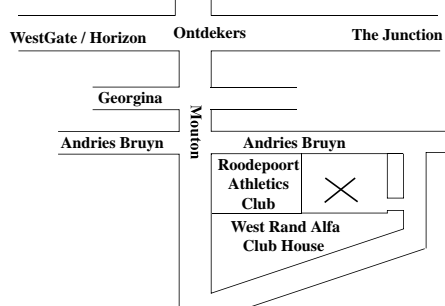 WestGate / Horizon
Ontdekers
The Junction
Georgina
Mouton
Andries Bruyn
Andries Bruyn
Roodepoort
Athletics
Club
West Rand Alfa
Club House